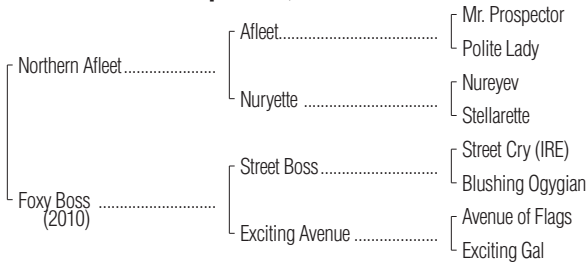 Mr. Prospector
Afleet
Polite Lady
Northern Afleet
Nureyev
Nuryette
Stellarette
Street Cry (IRE)
Street Boss
Blushing Ogygian
Foxy Boss
(2010)
Avenue of Flags
Exciting Avenue
Exciting Gal